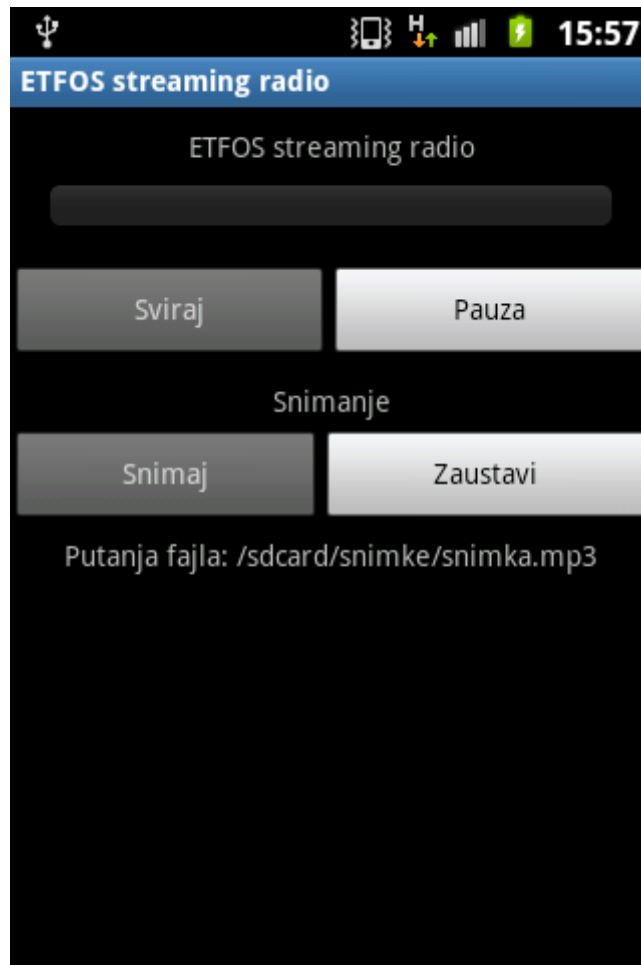 H 15:57
ETFOS streaming radio
ETFOS streaming radio
Sviraj Pauza
Snimanje
Snimaj Zaustavi
Putanja fajla: /sdcard/snimke/snimka.mp3